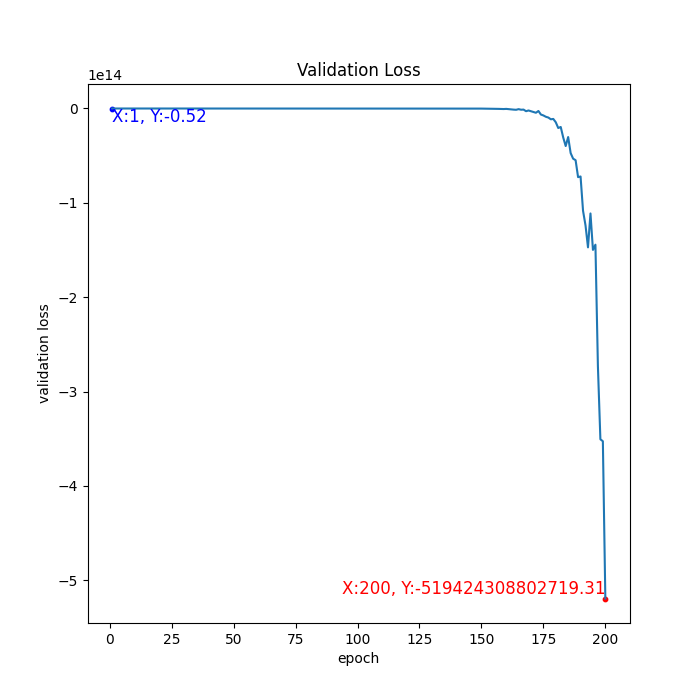 Validation Loss
1e14
0
X:1, Y:-0.52
−1
−2
−3
−4
−5
X:200, Y:-519424308802719.31
0 25 50 75 100 125 150 175 200
epoch
validation loss